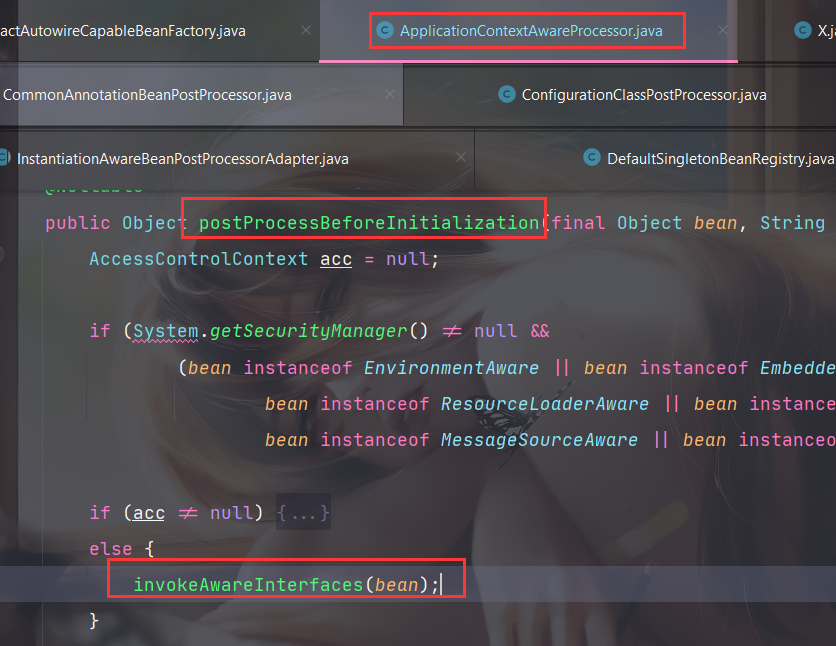 actAutowireCapableBeanFactory.java × C ApplicationContextAwareProcessor.java × C X.ja
CommonAnnotationBeanPostProcessor.java × C ConfigurationClassPostProcessor.java
C InstantiationAwareBeanPostProcessorAdapter.java × C DefaultSingletonBeanRegistry.java
@Nullable
public Object postProcessBeforeInitialization(final Object bean, String
AccessControlContext acc = null;
if (System.getSecurityManager() ≠ null &&
(bean instanceof EnvironmentAware || bean instanceof Embedde
bean instanceof ResourceLoaderAware || bean instance
bean instanceof MessageSourceAware || bean instanceo
if (acc ≠ null) {...}
else {
invokeAwareInterfaces(bean);
}